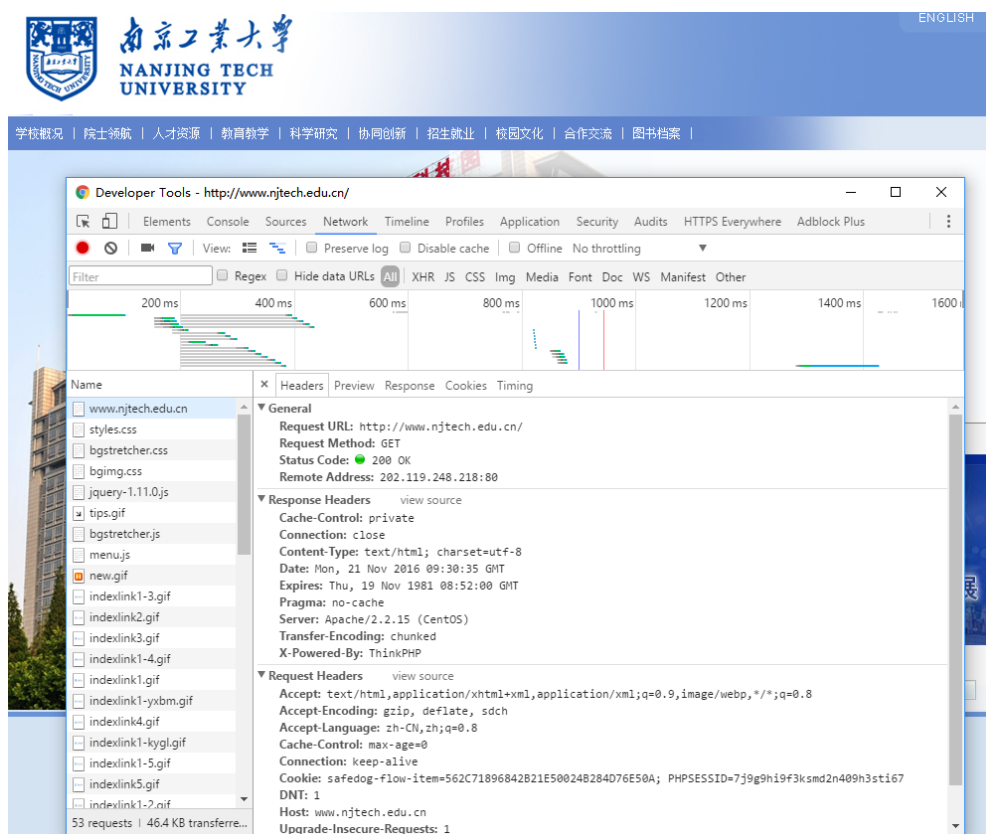 ENGLISH
南京工业大学
NANJING TECH
UNIVERSITY
学校概况 | 院士领航 | 人才资源 | 教育教学 | 科学研究 | 协同创新 | 招生就业 | 校园文化 | 合作交流 | 图书档案 |
Developer Tools - http://www.njtech.edu.cn/
Elements Console Sources Network Timeline Profiles Application Security Audits HTTPS Everywhere Adblock Plus
View: Preserve log Disable cache Offline No throttling
Filter Regex Hide data URLs All XHR JS CSS Img Media Font Doc WS Manifest Other
200 ms 400 ms 600 ms 800 ms 1000 ms 1200 ms 1400 ms 1600
Name
www.njtech.edu.cn
styles.css
bgstretcher.css
bgimg.css
jquery-1.11.0.js
tips.gif
bgstretcher.js
menu.js
new.gif
indexlink1-3.gif
indexlink2.gif
indexlink3.gif
indexlink1-4.gif
indexlink1.gif
indexlink1-yxbm.gif
indexlink4.gif
indexlink1-kygl.gif
indexlink1-5.gif
indexlink5.gif
indexlink1-2.gif
53 requests | 46.4 KB transferre...
× Headers Preview Response Cookies Timing
General
Request URL: http://www.njtech.edu.cn/
Request Method: GET
Status Code: 200 OK
Remote Address: 202.119.248.218:80
Response Headers view source
Cache-Control: private
Connection: close
Content-Type: text/html; charset=utf-8
Date: Mon, 21 Nov 2016 09:30:35 GMT
Expires: Thu, 19 Nov 1981 08:52:00 GMT
Pragma: no-cache
Server: Apache/2.2.15 (CentOS)
Transfer-Encoding: chunked
X-Powered-By: ThinkPHP
Request Headers view source
Accept: text/html,application/xhtml+xml,application/xml;q=0.9,image/webp,*/*;q=0.8
Accept-Encoding: gzip, deflate, sdch
Accept-Language: zh-CN,zh;q=0.8
Cache-Control: max-age=0
Connection: keep-alive
Cookie: safedog-flow-item=562C71896842B21E50024B284D76E50A; PHPSESSID=7j9g9hi9f3ksmd2n409h3sti67
DNT: 1
Host: www.njtech.edu.cn
Upgrade-Insecure-Requests: 1
展